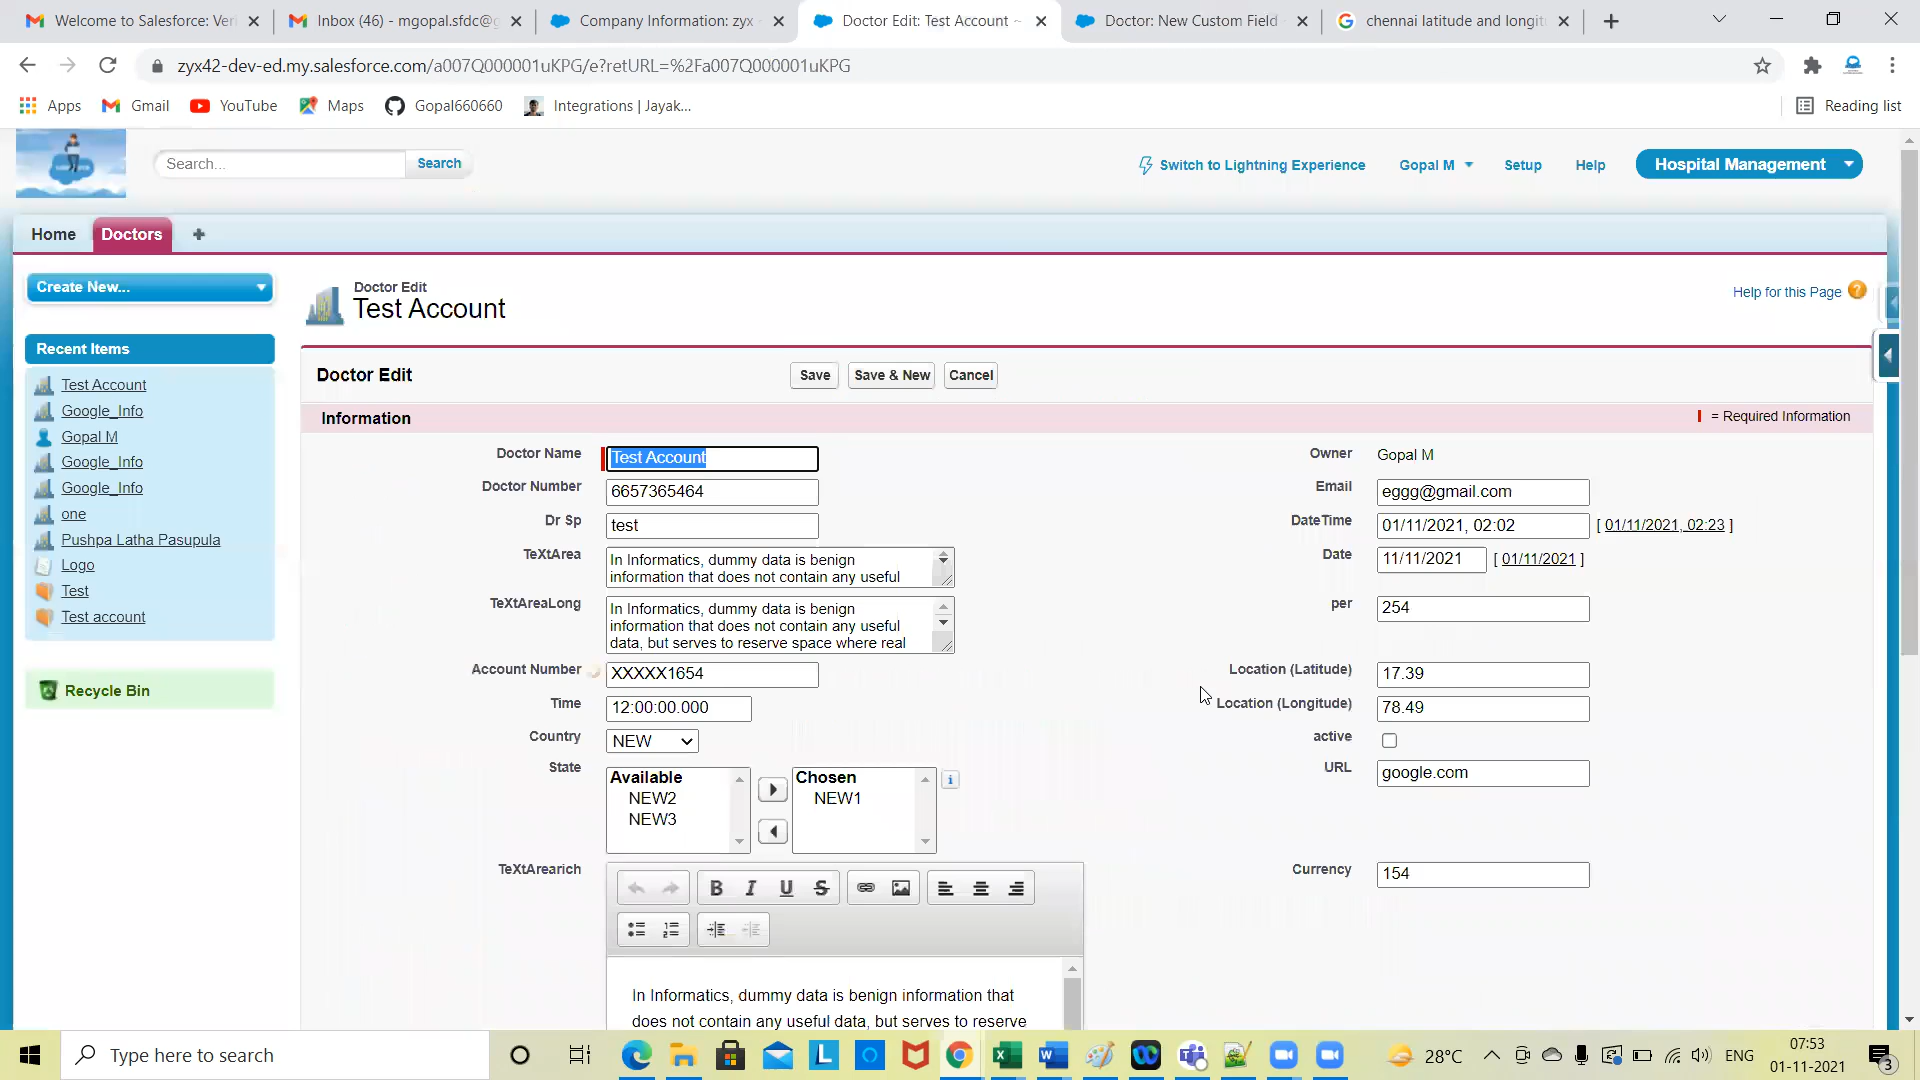 Welcome to Salesforce: Veri
Inbox (46) - mgopal.sfdc@g
Company Information: zyx
Doctor Edit: Test Account ~
Doctor: New Custom Field
chennai latitude and longit
zyx42-dev-ed.my.salesforce.com/a007Q000001uKPG/e?retURL=%2Fa007Q000001uKPG
Apps
Gmail
YouTube
Maps
Gopal660660
Integrations | Jayak...
Reading list
Search...
Search
Switch to Lightning Experience
Gopal M
Setup
Help
Hospital Management
Home
Doctors
Create New...
Doctor Edit
Test Account
Help for this Page
Recent Items
Test Account
Google_Info
Gopal M
Google_Info
Google_Info
one
Pushpa Latha Pasupula
Logo
Test
Test account
Recycle Bin
Doctor Edit
Save
Save & New
Cancel
Information
= Required Information
Doctor Name Test Account
Owner Gopal M
Doctor Number 6657365464
Email eggg@gmail.com
Dr Sp test
DateTime 01/11/2021, 02:02 [ 01/11/2021, 02:23 ]
TeXtArea In Informatics, dummy data is benign
information that does not contain any useful
Date 11/11/2021 [ 01/11/2021 ]
TeXtAreaLong In Informatics, dummy data is benign
information that does not contain any useful
data, but serves to reserve space where real
per 254
Account Number XXXXX1654
Location (Latitude) 17.39
Time 12:00:00.000
Location (Longitude) 78.49
Country NEW
active
State
Available
NEW2
NEW3
Chosen
NEW1
URL google.com
TeXtArearich
Currency 154
B I U S
In Informatics, dummy data is benign information that
does not contain any useful data, but serves to reserve
Type here to search
28°C
ENG
07:53
01-11-2021
3